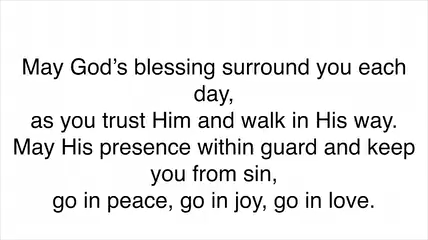 May God’s blessing surround you each
day,
as you trust Him and walk in His way.
May His presence within guard and keep
you from sin,
go in peace, go in joy, go in love.